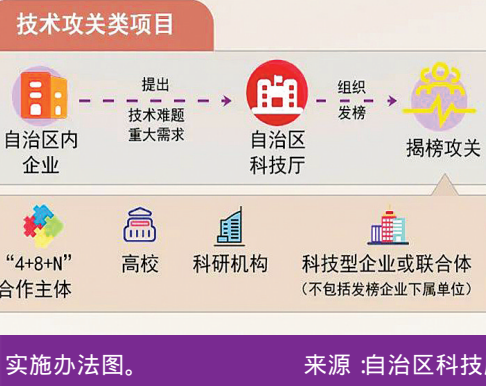 技术攻关类项目
提出
技术难题
重大需求
组织
发榜
自治区内
企业
自治区
科技厅
揭榜攻关
“4+8+N”
合作主体
高校
科研机构
科技型企业或联合体
（不包括发榜企业下属单位）
实施办法图。
来源：自治区科技